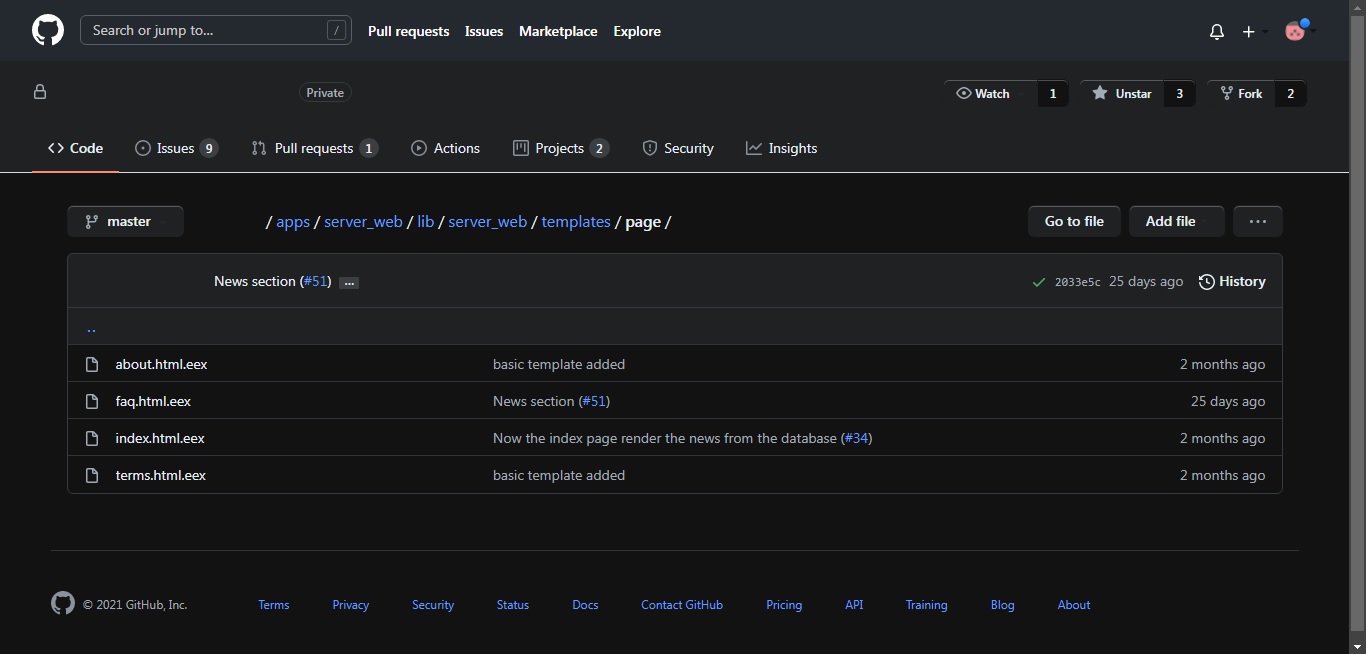 Search or jump to... /
Pull requests Issues Marketplace Explore
Private
Watch 1 Unstar 3 Fork 2
Code Issues 9 Pull requests 1 Actions Projects 2 Security Insights
master / apps / server_web / lib / server_web / templates / page / Go to file Add file ...
News section (#51) ... 2033e5c 25 days ago History
..
about.html.eex basic template added 2 months ago
faq.html.eex News section (#51) 25 days ago
index.html.eex Now the index page render the news from the database (#34) 2 months ago
terms.html.eex basic template added 2 months ago
© 2021 GitHub, Inc. Terms Privacy Security Status Docs Contact GitHub Pricing API Training Blog About